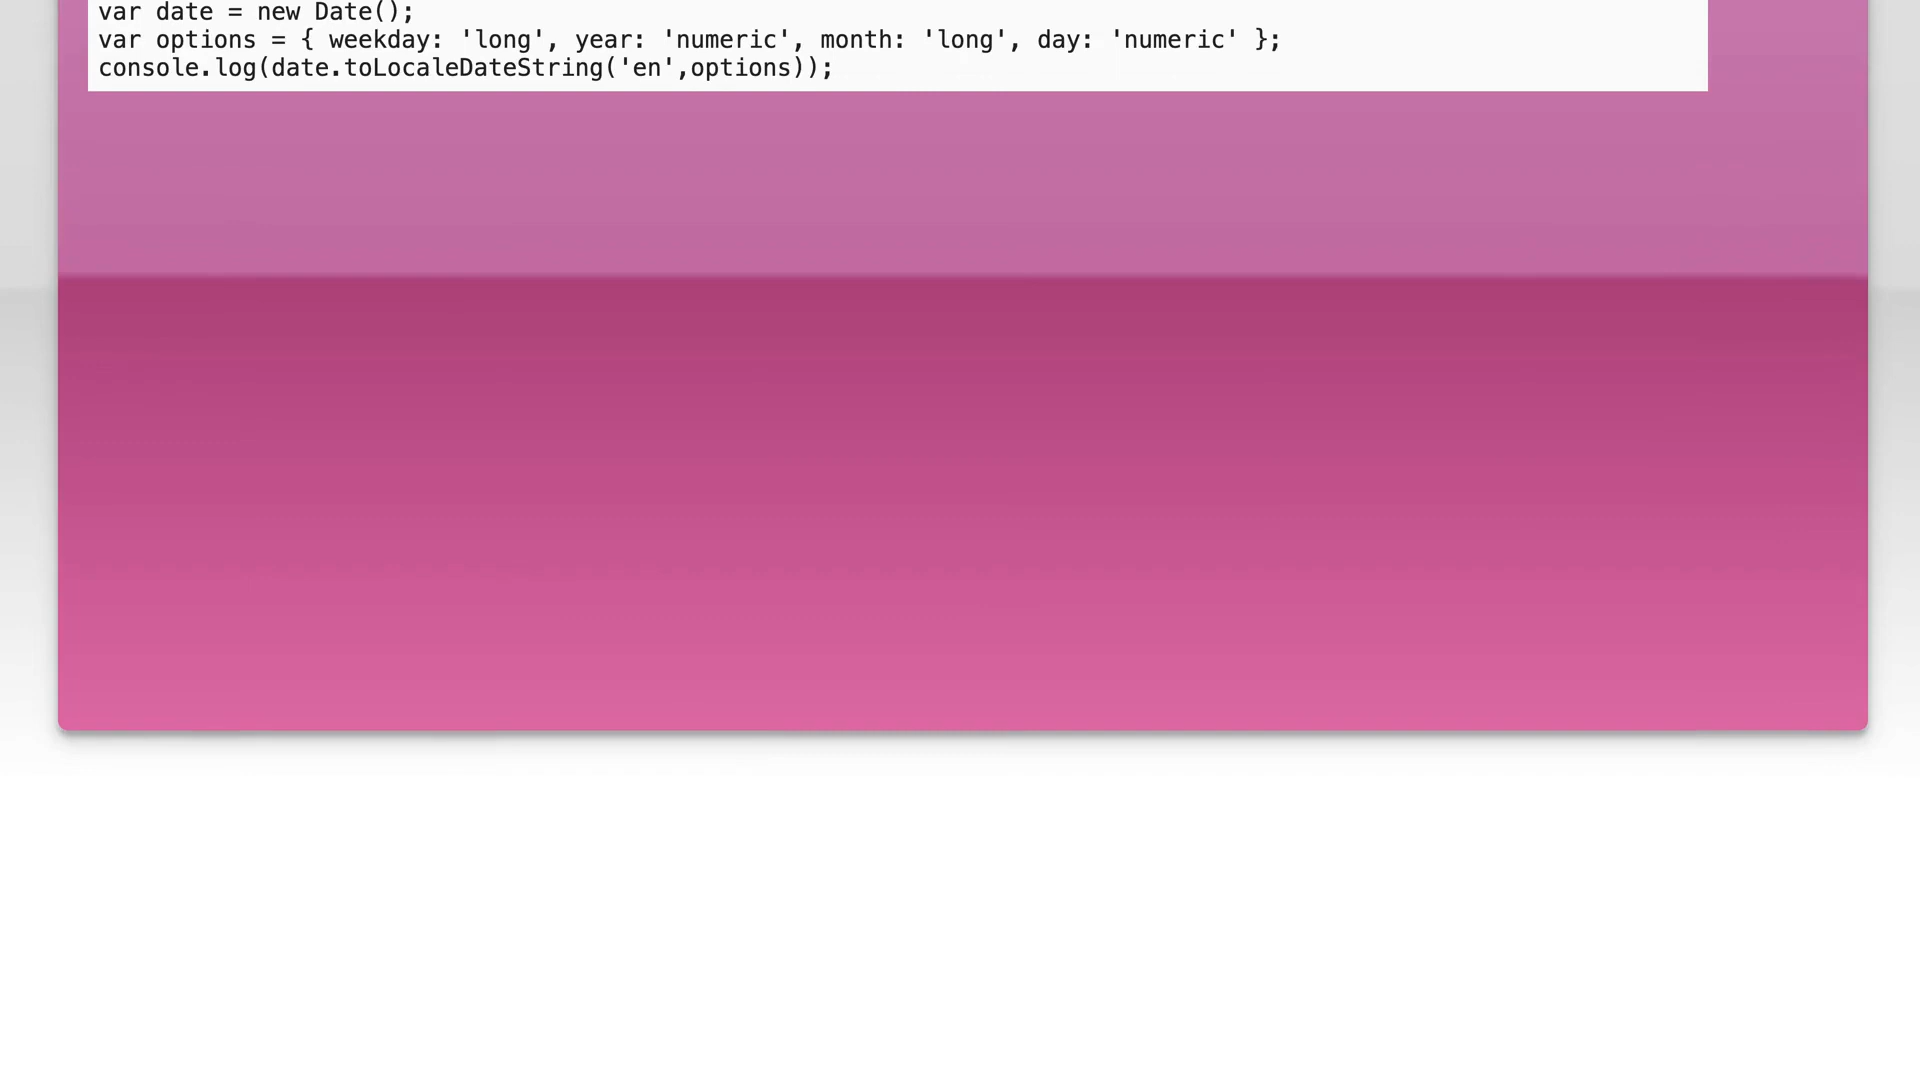 var date = new Date();
var options = { weekday: 'long', year: 'numeric', month: 'long', day: 'numeric' };
console.log(date.toLocaleDateString('en',options));